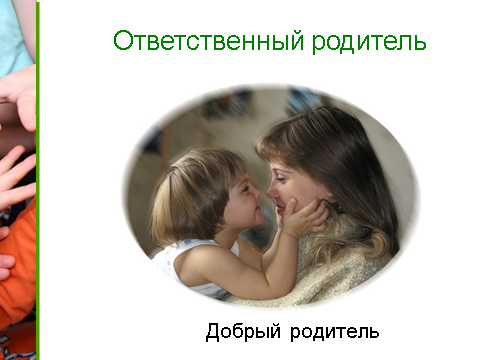 Ответственный родитель
Добрый родитель